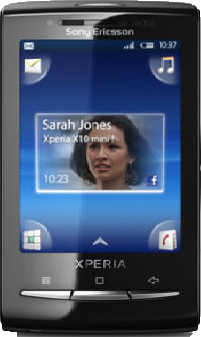 Sony Ericsson
10:37
Sarah Jones
Xperia X10 mini!!
10:23
f
XPERIA